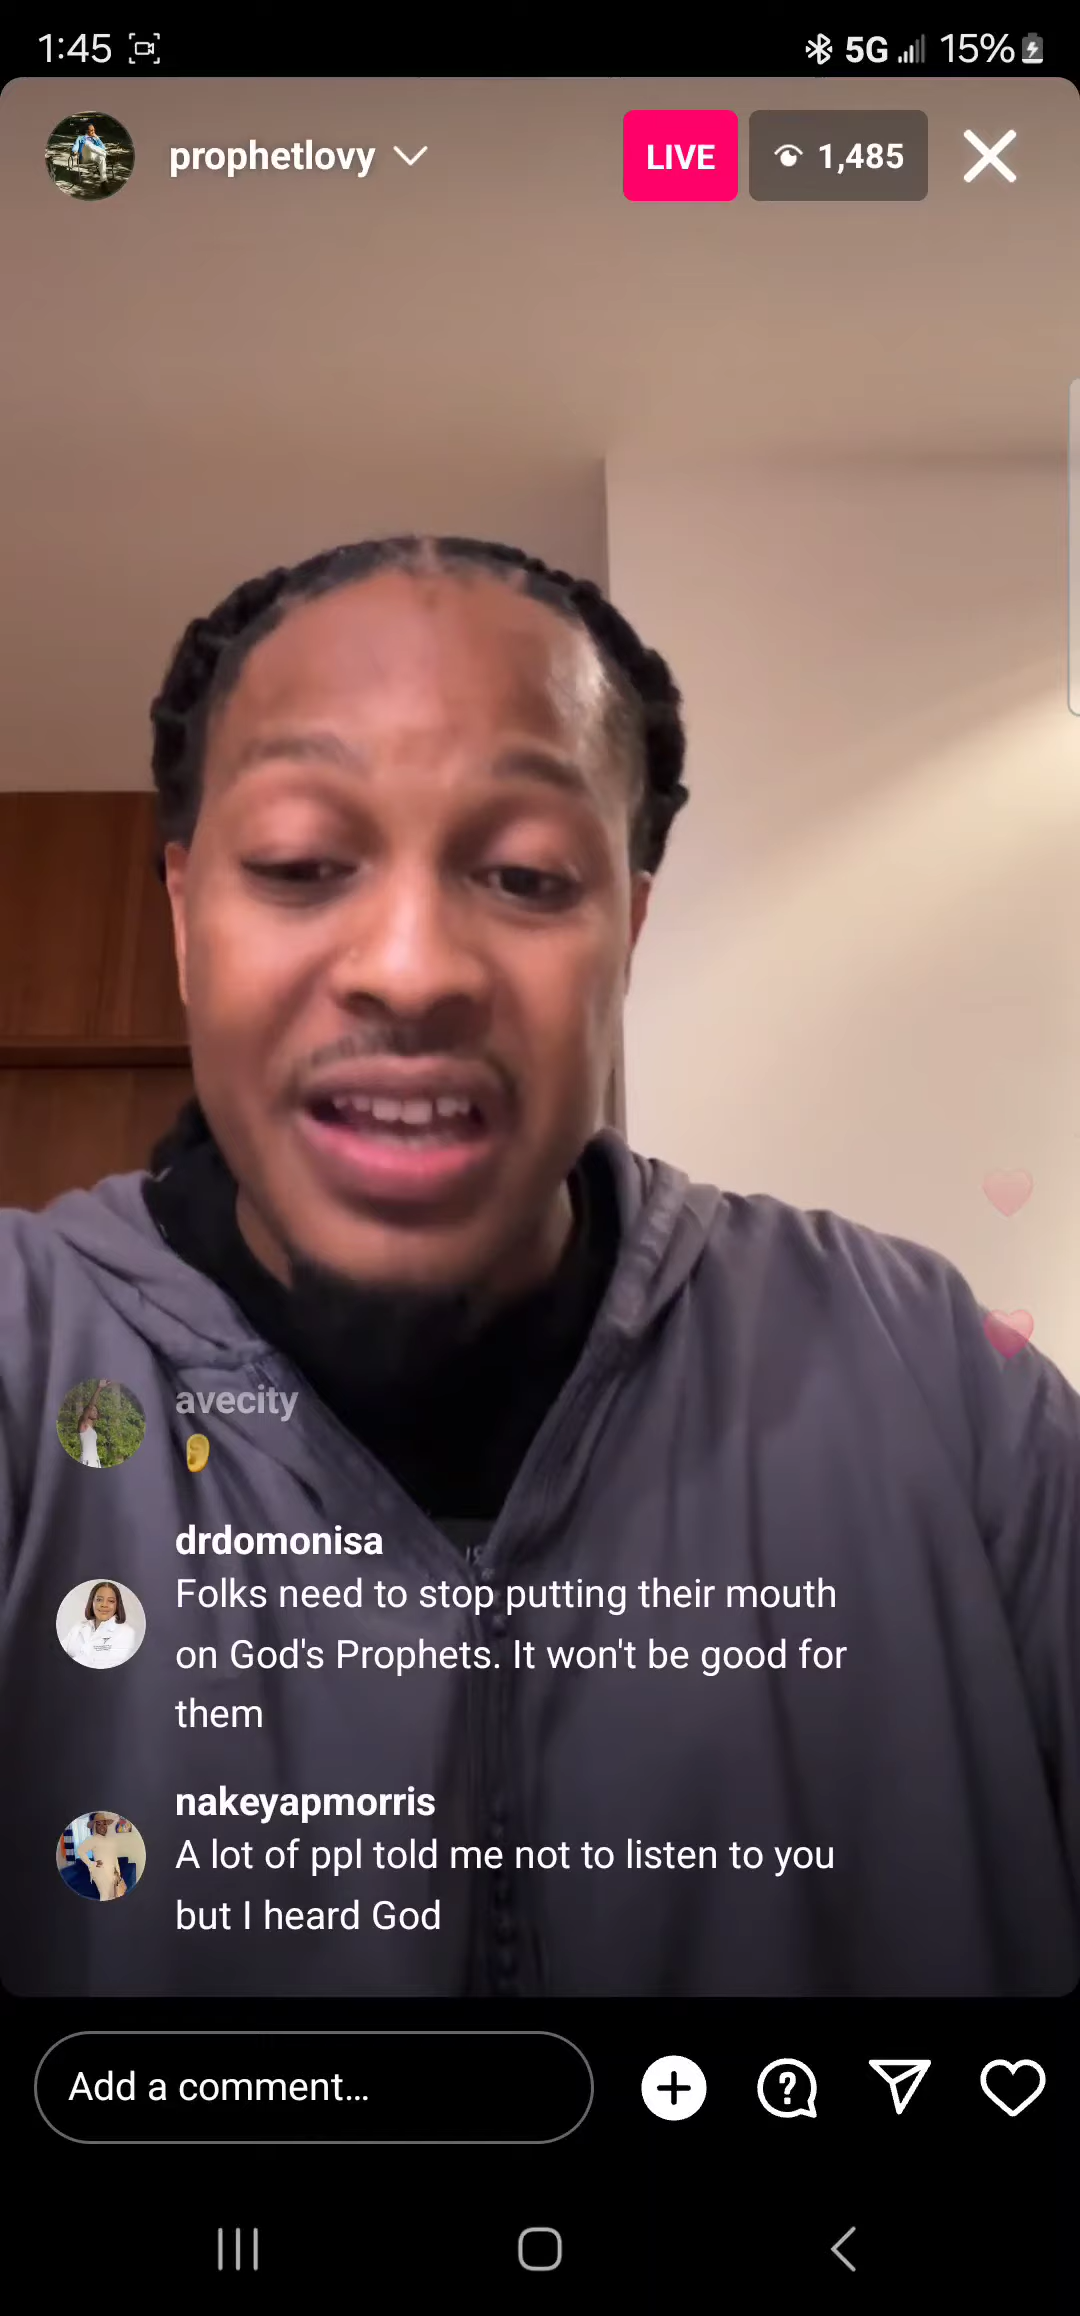 1:45 5G 15%
prophetlovy LIVE 1,485
avecity
drdomonisa
Folks need to stop putting their mouth
on God's Prophets. It won't be good for
them
nakeyapmorris
A lot of ppl told me not to listen to you
but I heard God
Add a comment…